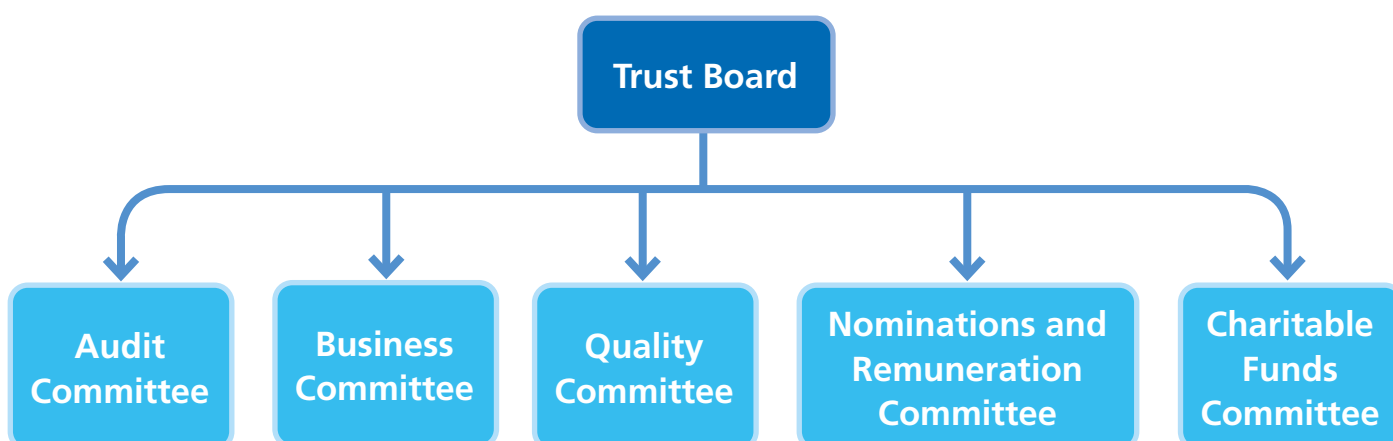 Trust Board
Audit
Committee
Business
Committee
Quality
Committee
Nominations and
Remuneration
Committee
Charitable
Funds
Committee